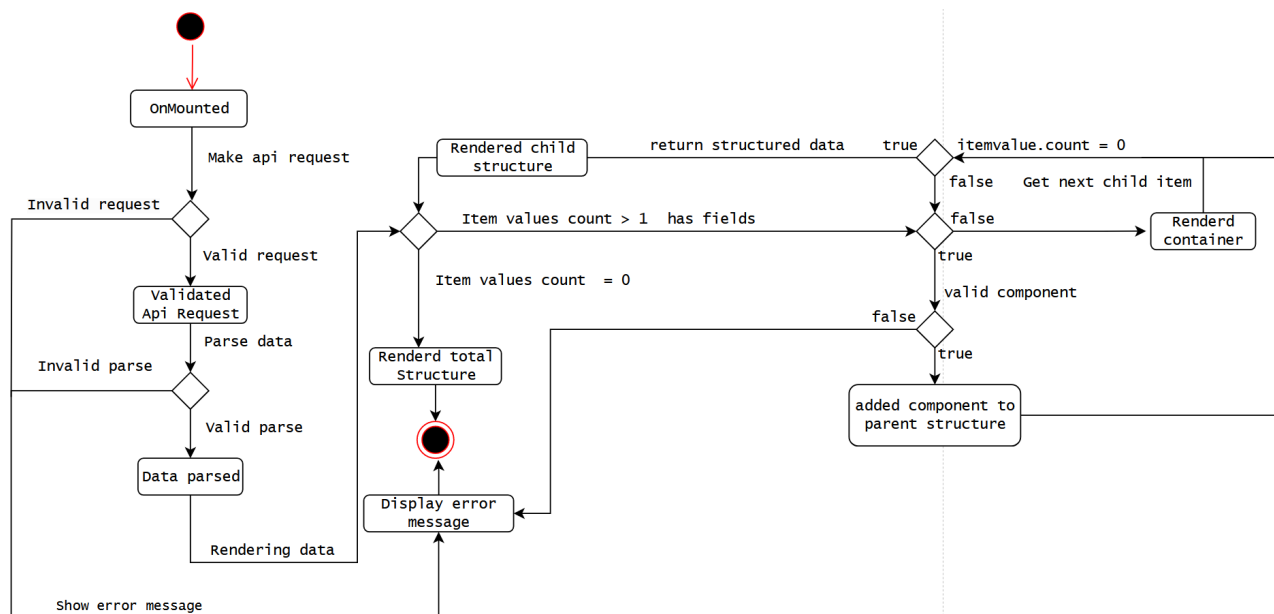 OnMounted
Make api request
Invalid request
Valid request
Validated
Api Request
Parse data
Invalid parse
Valid parse
Data parsed
Rendering data
Show error message
Rendered child
structure
return structured data
true
itemvalue.count = 0
false
Get next child item
Item values count > 1  has fields
false
Renderd
container
true
Item values count  = 0
valid component
false
true
Renderd total
Structure
added component to
parent structure
Display error
message